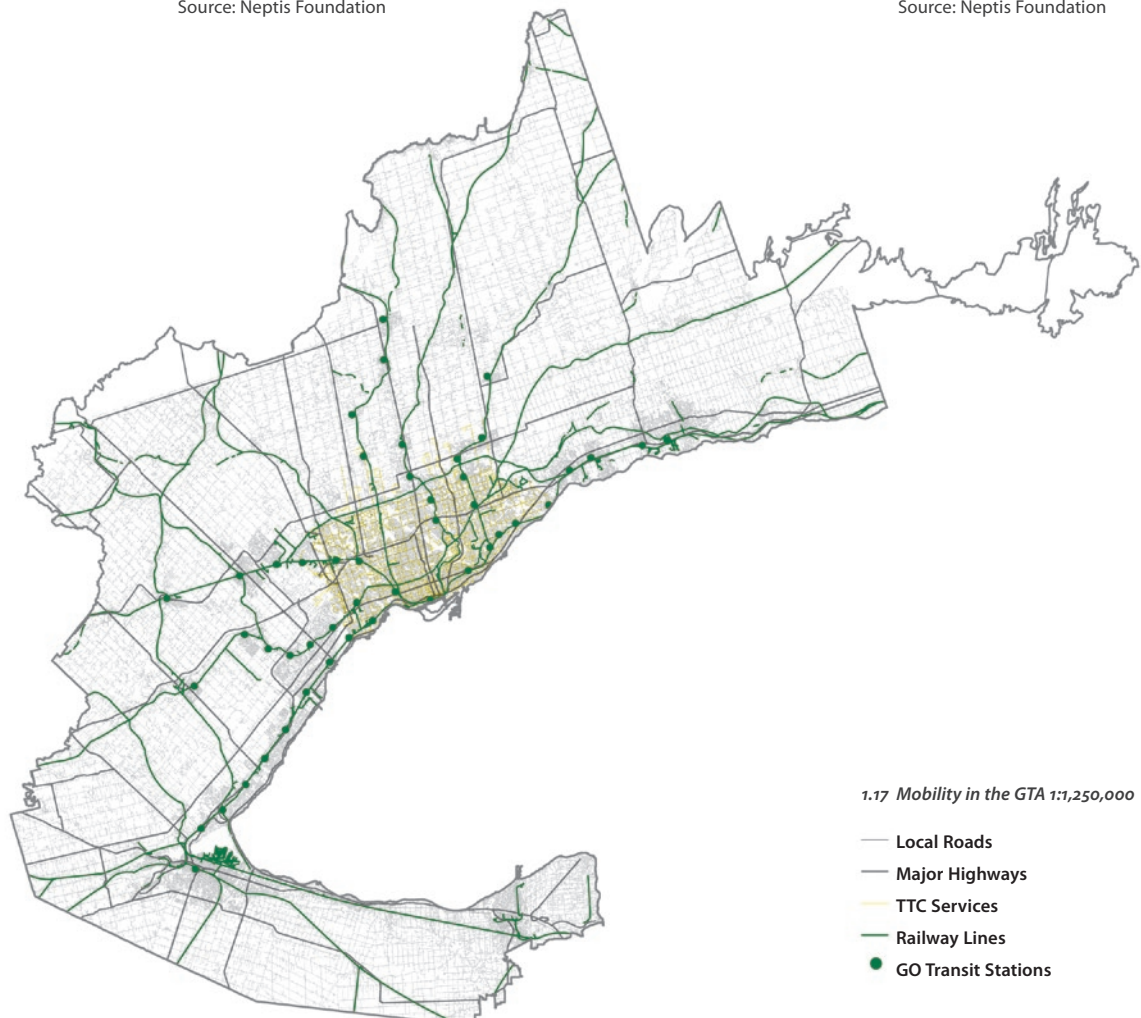 Source: Neptis Foundation
Source: Neptis Foundation
1.17 Mobility in the GTA 1:1,250,000
Local Roads
Major Highways
TTC Services
Railway Lines
GO Transit Stations